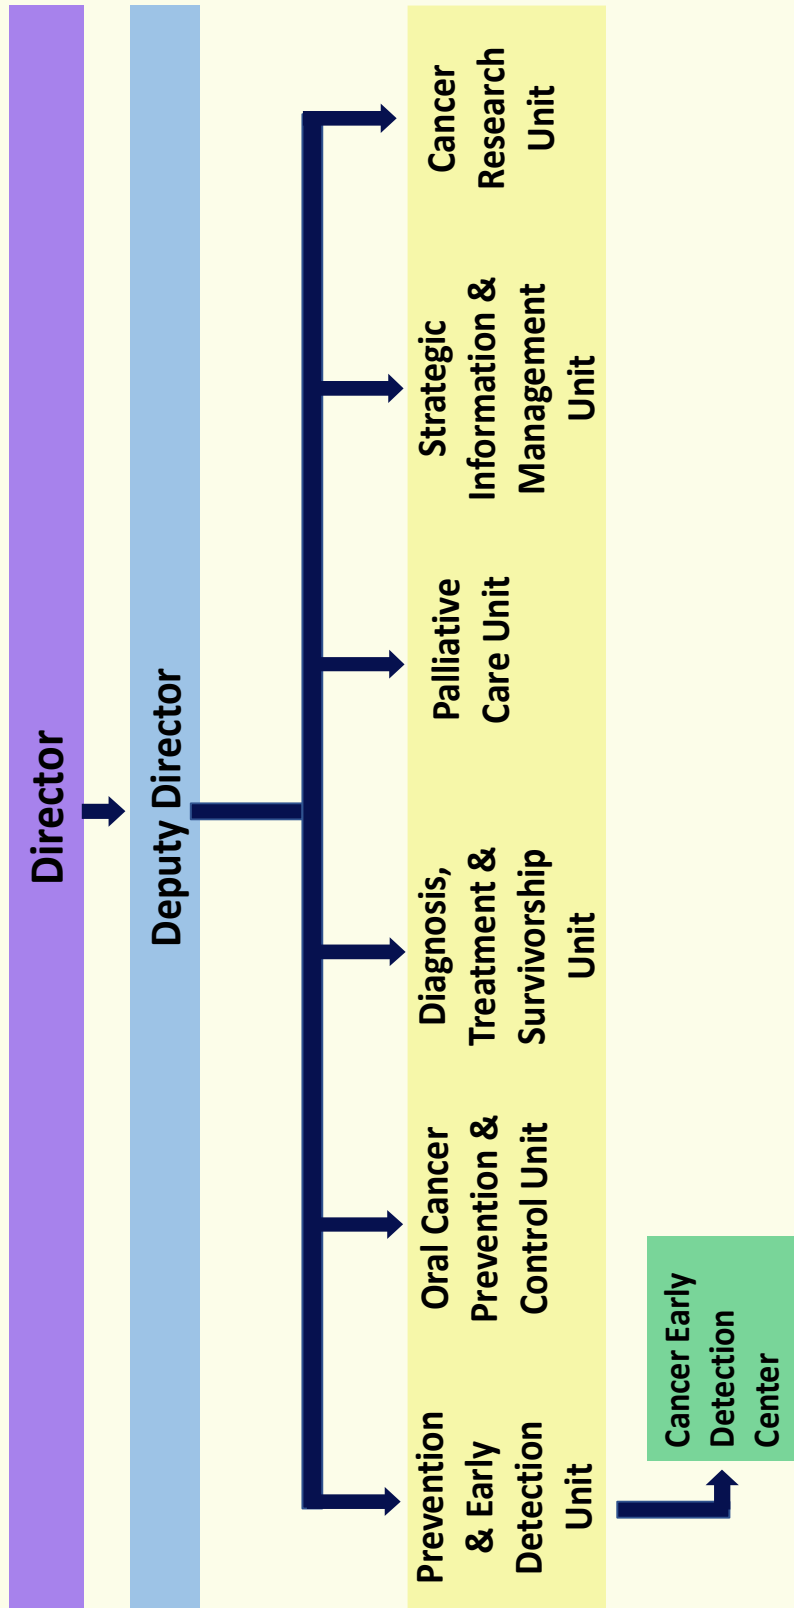 Director
Deputy Director
Prevention
& Early
Detection
Unit
Oral Cancer
Prevention &
Control Unit
Diagnosis,
Treatment &
Survivorship
Unit
Palliative
Care Unit
Strategic
Information &
Management
Unit
Cancer
Research
Unit
Cancer Early
Detection
Center